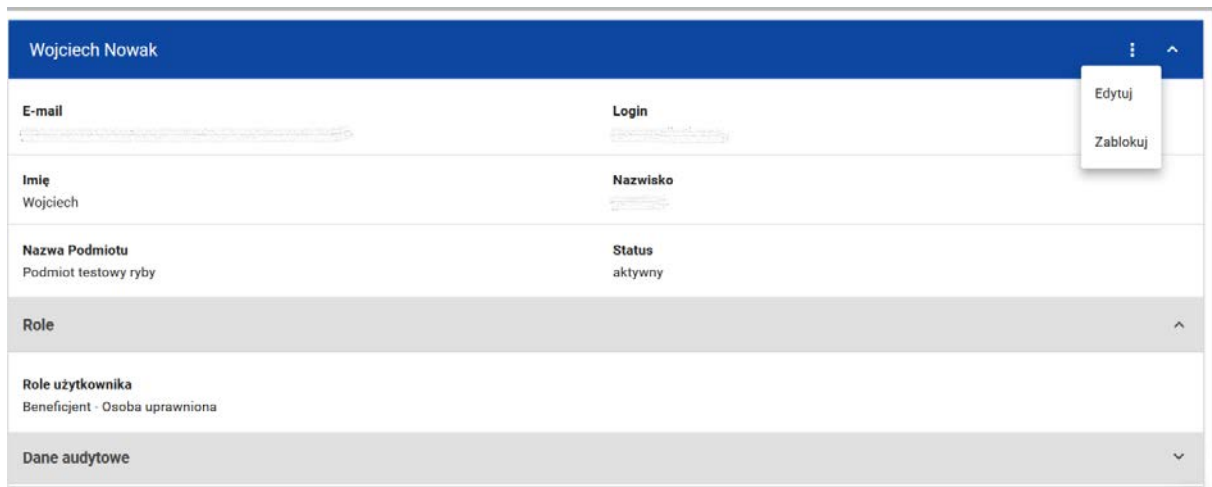 Wojciech Nowak
Edytuj
Zablokuj
E-mail
Login
Imię
Nazwisko
Wojciech
Nazwa Podmiotu
Status
Podmiot testowy ryby
aktywny
Role
Role użytkownika
Beneficjent - Osoba uprawniona
Dane audytowe